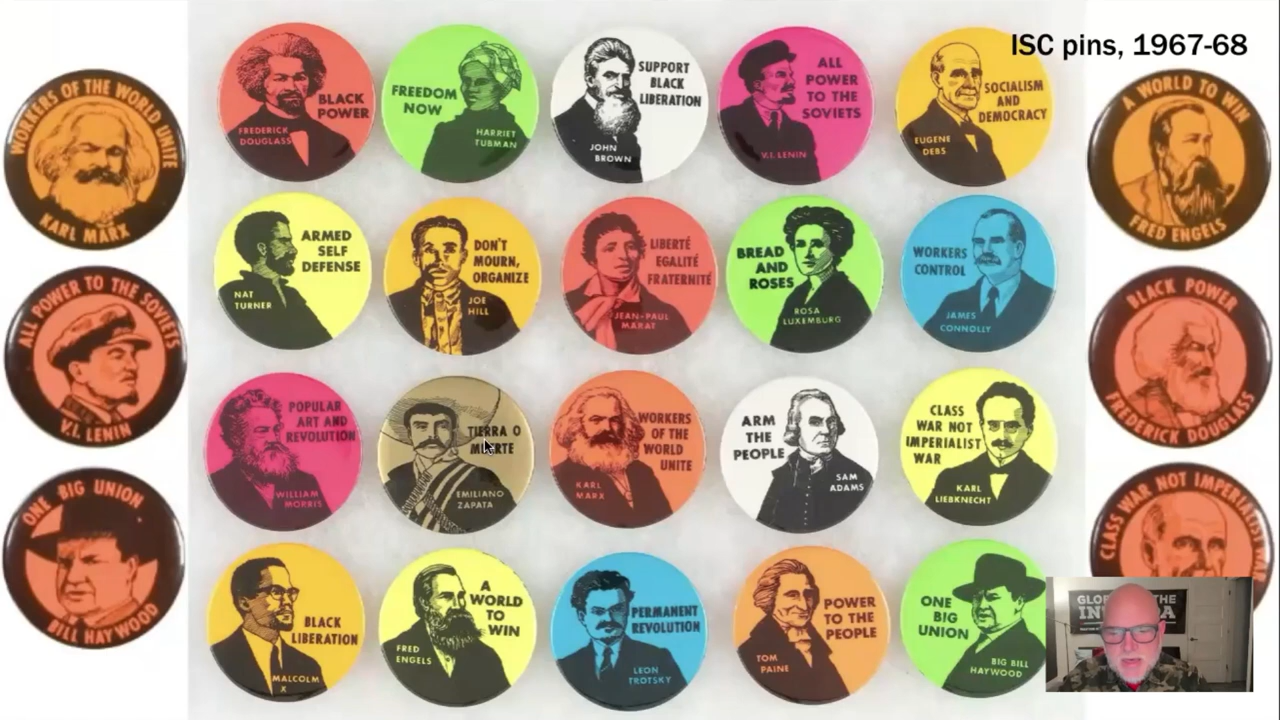 ISC pins, 1967-68
WORKERS OF THE WORLD UNITE
KARL MARX
BLACK
POWER
FREDERICK
DOUGLASS
FREEDOM
NOW
HARRIET
TUBMAN
SUPPORT
BLACK
LIBERATION
JOHN
BROWN
ALL
POWER
TO THE
SOVIETS
V.I. LENIN
SOCIALISM
AND
DEMOCRACY
EUGENE
DEBS
A WORLD TO WIN
FRED ENGELS
ALL POWER TO THE SOVIETS
V.I. LENIN
ARMED
SELF
DEFENSE
NAT
TURNER
DON'T
MOURN,
ORGANIZE
JOE
HILL
LIBERTÉ
EGALITÉ
FRATERNITÉ
JEAN-PAUL
MARAT
BREAD
AND
ROSES
ROSA
LUXEMBURG
WORKERS
CONTROL
JAMES
CONNOLLY
BLACK POWER
FREDERICK DOUGLASS
ONE BIG UNION
BILL HAYWOOD
POPULAR
ART AND
REVOLUTION
WILLIAM
MORRIS
TIERRA O
MUERTE
EMILIANO
ZAPATA
WORKERS
OF THE
WORLD
UNITE
KARL
MARX
ARM
THE
PEOPLE
SAM
ADAMS
CLASS
WAR NOT
IMPERIALIST
WAR
KARL
LIEBKNECHT
CLASS WAR NOT IMPERIALIST
BLACK
LIBERATION
MALCOLM
X
A
WORLD
TO
WIN
FRED
ENGELS
PERMANENT
REVOLUTION
LEON
TROTSKY
POWER
TO THE
PEOPLE
TOM
PAINE
ONE
BIG
UNION
BIG BILL
HAYWOOD